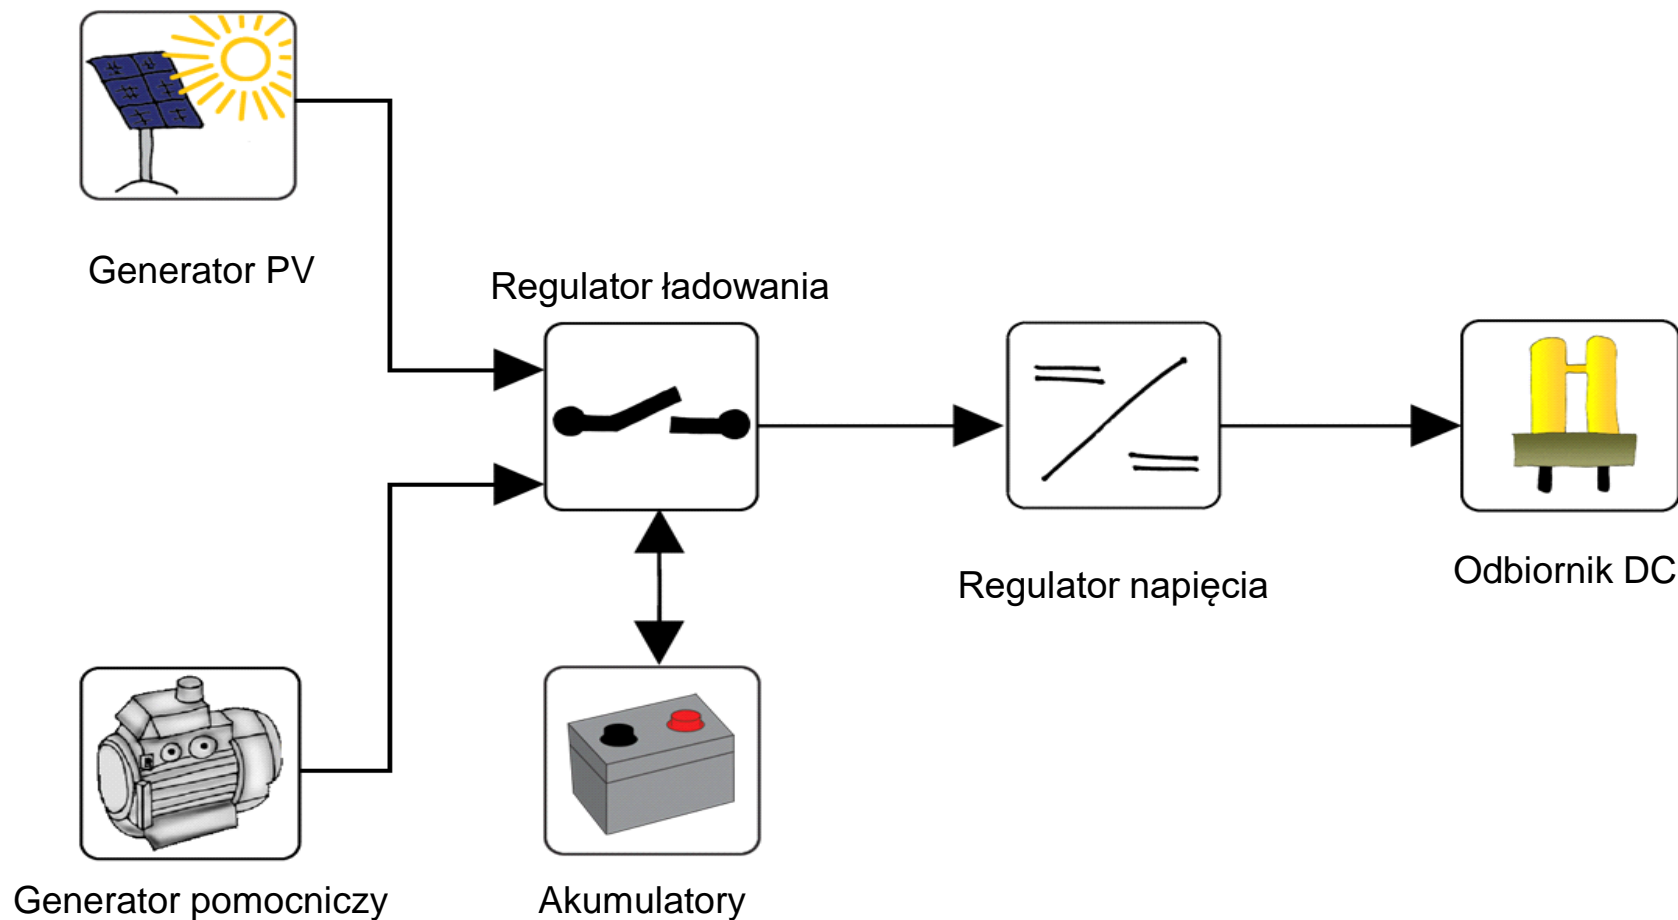 Generator PV
Regulator ładowania
Regulator napięcia
Odbiornik DC
Generator pomocniczy
Akumulatory